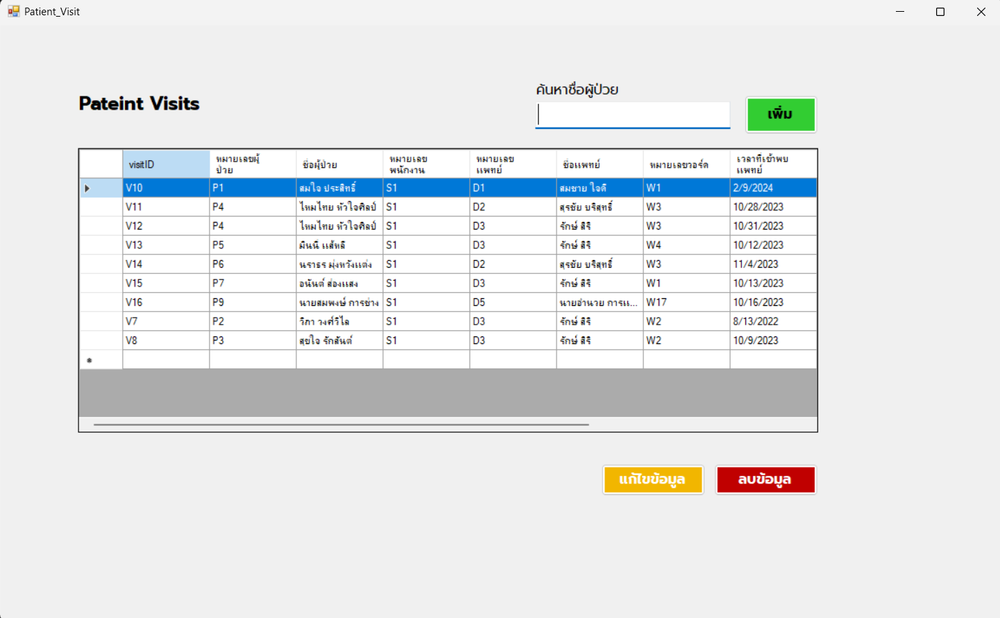 Patient_Visit
ค้นหาชื่อผู้ป่วย
Pateint Visits
เพิ่ม
visitID หมายเลขผู้ป่วย ชื่อผู้ป่วย หมายเลขพนักงาน หมายเลขแพทย์ ชื่อแพทย์ หมายเลขวอร์ด เวลาที่เข้าพบแพทย์
V10 P1 สมใจ ประสิทธิ์ S1 D1 สมชาย ใจดี W1 2/9/2024
V11 P4 ไหมไทย หัวใจศิลป์ S1 D2 สุรชัย บริสุทธิ์ W3 10/28/2023
V12 P4 ไหมไทย หัวใจศิลป์ S1 D3 รักษ์ สิริ W3 10/31/2023
V13 P5 S1 D3 รักษ์ สิริ W4 10/12/2023
V14 P6 นราธร มุ่งหวังแต่ง S1 D2 สุรชัย บริสุทธิ์ W3 11/4/2023
V15 P7 อนันต์ ส่องแสง S1 D3 รักษ์ สิริ W1 10/13/2023
V16 P9 นายสมพงษ์ การช่าง S1 D5 นายอำนวย การแ... W17 10/16/2023
V7 P2 วิภา วงศ์วิไล S1 D3 รักษ์ สิริ W2 8/13/2022
V8 P3 สุขใจ รักสันต์ S1 D3 รักษ์ สิริ W2 10/9/2023
แก้ไขข้อมูล ลบข้อมูล